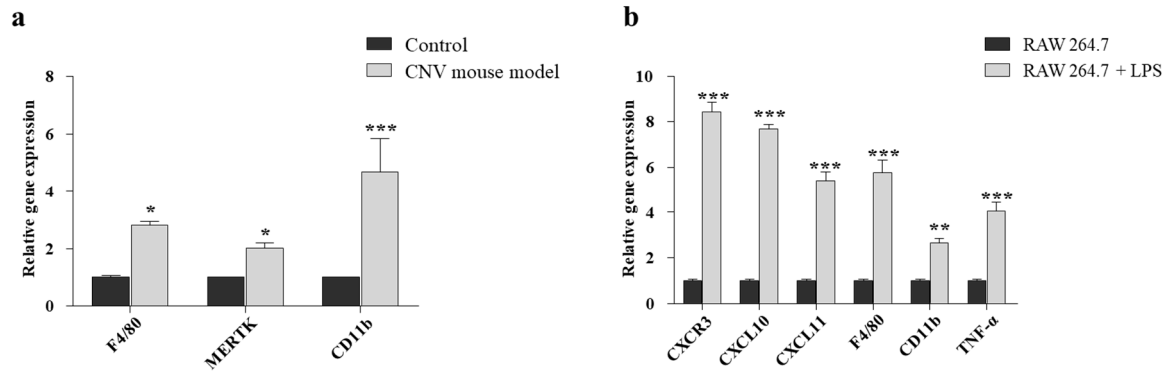 a
Control
CNV mouse model
Relative gene expression
8
6
4
2
0
*
*
***
F4/80
MERTK
CD11b
b
RAW 264.7
RAW 264.7 + LPS
Relative gene expression
10
8
6
4
2
0
***
***
***
***
**
***
CXCR3
CXCL10
CXCL11
F4/80
CD11b
TNF-α